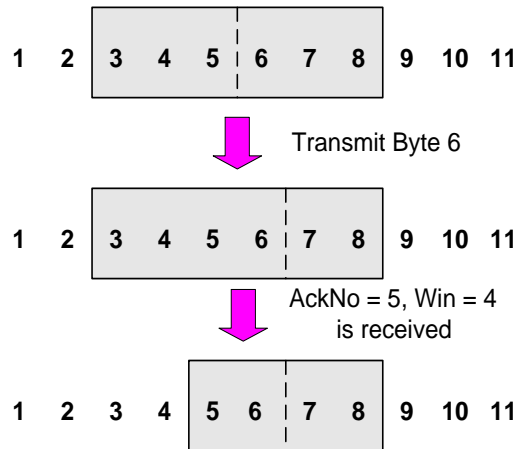 1 2 3 4 5 6 7 8 9 10 11
Transmit Byte 6
1 2 3 4 5 6 7 8 9 10 11
AckNo = 5, Win = 4
is received
1 2 3 4 5 6 7 8 9 10 11